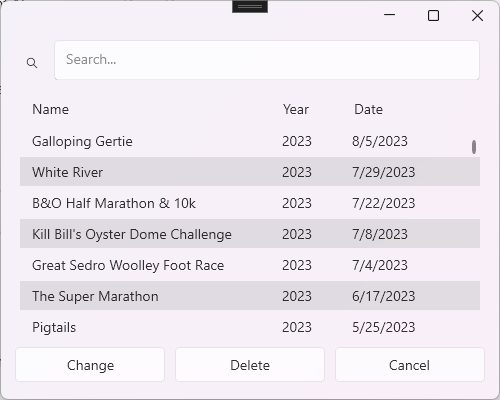 Search...
Name Year Date
Galloping Gertie 2023 8/5/2023
White River 2023 7/29/2023
B&O Half Marathon & 10k 2023 7/22/2023
Kill Bill's Oyster Dome Challenge 2023 7/8/2023
Great Sedro Woolley Foot Race 2023 7/4/2023
The Super Marathon 2023 6/17/2023
Pigtails 2023 5/25/2023
Change Delete Cancel